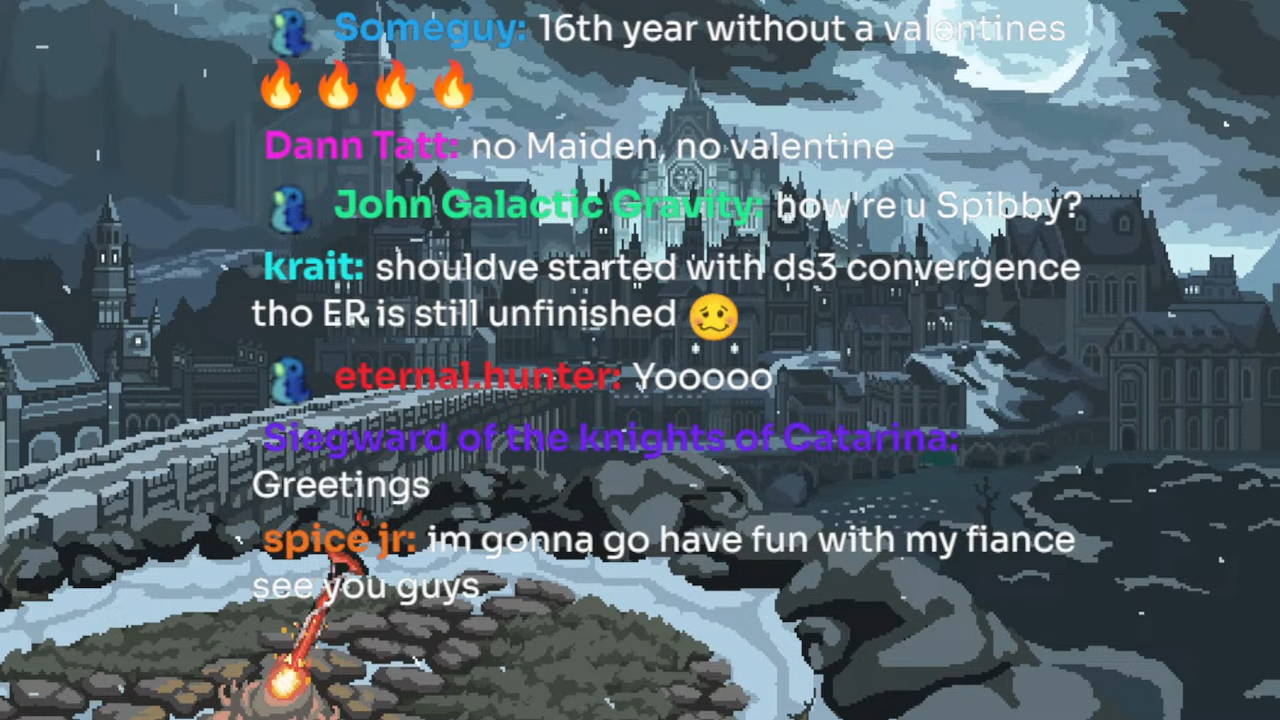 Someguy: 16th year without a valentines
🔥 🔥 🔥 🔥
Dann Tatt: no Maiden, no valentine
John Galactic Gravity: how're u Spibby?
krait: shouldve started with ds3 convergence
tho ER is still unfinished 🥴
eternal.hunter: Yooooo
Siegward of the knights of Catarina:
Greetings
spice jr: im gonna go have fun with my fiance
see you guys